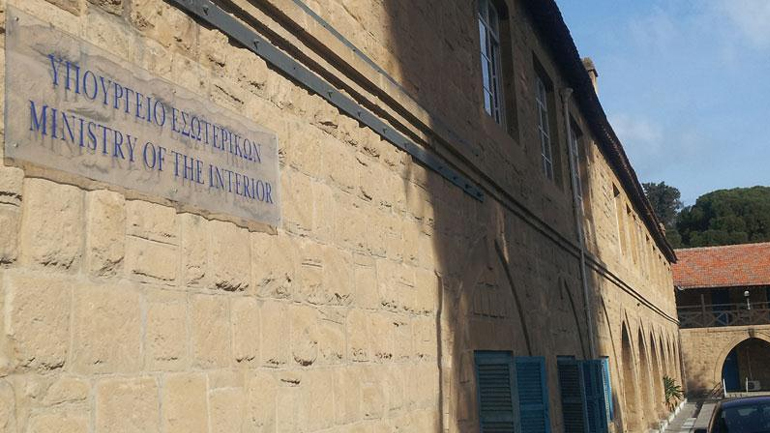 ΥΠΟΥΡΓΕΙΟ ΕΣΩΤΕΡΙΚΩΝ
MINISTRY OF THE INTERIOR